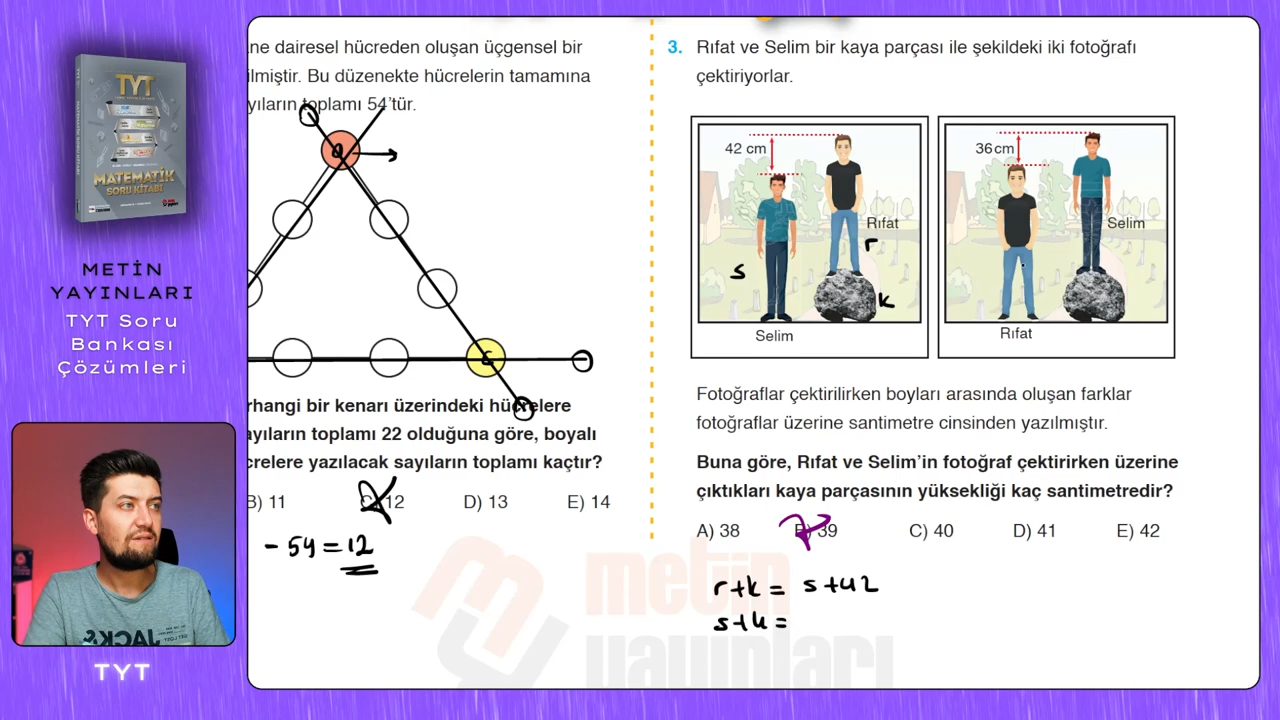 TYT
MATEMATİK
SORU KİTABI
METİN
YAYINLARI
TYT Soru
Bankası
Çözümleri
TYT
ne dairesel hücreden oluşan üçgensel bir
ilmiştir. Bu düzenekte hücrelerin tamamına
yıların toplamı 54'tür.
rhangi bir kenarı üzerindeki hücrelere
ayıların toplamı 22 olduğuna göre, boyalı
crelere yazılacak sayıların toplamı kaçtır?
B) 11 C) 12 D) 13 E) 14
- 54 = 12
3. Rıfat ve Selim bir kaya parçası ile şekildeki iki fotoğrafı
çektiriyorlar.
42 cm
Rıfat
r
s
k
Selim
36 cm
Selim
Rıfat
Fotoğraflar çektirilirken boyları arasında oluşan farklar
fotoğraflar üzerine santimetre cinsinden yazılmıştır.
Buna göre, Rıfat ve Selim'in fotoğraf çektirirken üzerine
çıktıkları kaya parçasının yüksekliği kaç santimetredir?
A) 38 B) 39 C) 40 D) 41 E) 42
r+k = s+42
s+k =
metin
yayınları